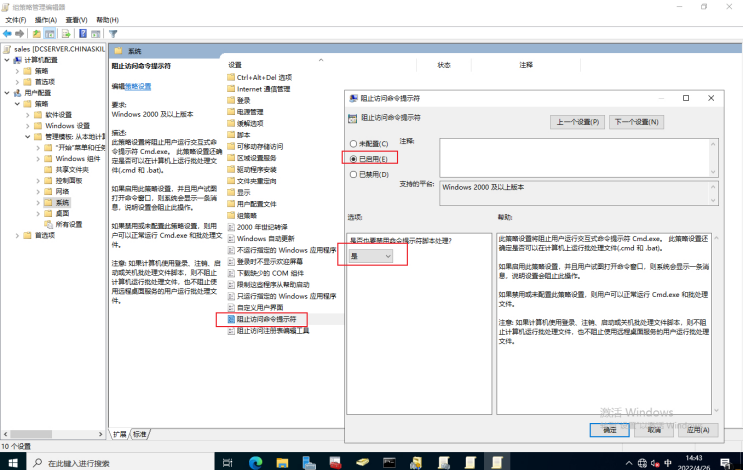 组策略管理编辑器
文件(F) 操作(A) 查看(V) 帮助(H)
sales [DCSERVER.CHINASKIL
计算机配置
策略
首选项
用户配置
策略
软件设置
Windows 设置
管理模板: 从本地计
"开始"菜单和任务
Windows 组件
共享文件夹
控制面板
网络
系统
桌面
所有设置
首选项
系统
阻止访问命令提示符
编辑策略设置
要求:
Windows 2000 及以上版本
描述:
此策略设置将阻止用户运行交互式命
令提示符 Cmd.exe。 此策略设置还确
定是否可以在计算机上运行批处理文
件(.cmd 和 .bat)。
如果启用此策略设置，并且用户试图
打开命令窗口，则系统会显示一条消
息，说明设置会阻止此操作。
如果禁用或未配置此策略设置，则用
户可以正常运行 Cmd.exe 和批处理文
件。
注意: 如果计算机使用登录、注销、启
动或关机批处理文件脚本，则不阻止
计算机运行批处理文件，也不阻止使
用远程桌面服务的用户运行批处理文
件。
设置 状态 注释
Ctrl+Alt+Del 选项
Internet 通信管理
登录
电源管理
缓解选项
脚本
可移动存储访问
区域设置服务
驱动程序安装
文件夹重定向
显示
用户配置文件
组策略
2000 年世纪转译
Windows 自动更新
不运行指定的 Windows 应用程序
登录时不显示欢迎屏幕
下载缺少的 COM 组件
限制这些程序从帮助启动
只运行指定的 Windows 应用程序
自定义用户界面
阻止访问命令提示符
阻止访问注册表编辑工具
扩展 标准
10 个设置
阻止访问命令提示符
阻止访问命令提示符
上一个设置(P) 下一个设置(N)
未配置(C) 注释:
已启用(E)
已禁用(D)
支持的平台: Windows 2000 及以上版本
选项: 帮助:
是否也要禁用命令提示符脚本处理?
是
此策略设置将阻止用户运行交互式命令提示符 Cmd.exe。 此策略设置还
确定是否可以在计算机上运行批处理文件(.cmd 和 .bat)。
如果启用此策略设置，并且用户试图打开命令窗口，则系统会显示一条消
息，说明设置会阻止此操作。
如果禁用或未配置此策略设置，则用户可以正常运行 Cmd.exe 和批处理
文件。
注意: 如果计算机使用登录、注销、启动或关机批处理文件脚本，则不阻
止计算机运行批处理文件，也不阻止使用远程桌面服务的用户运行批处理
文件。
激活 Windows
确定 取消 应用(A)
在此键入进行搜索
中
14:43
2022/4/26